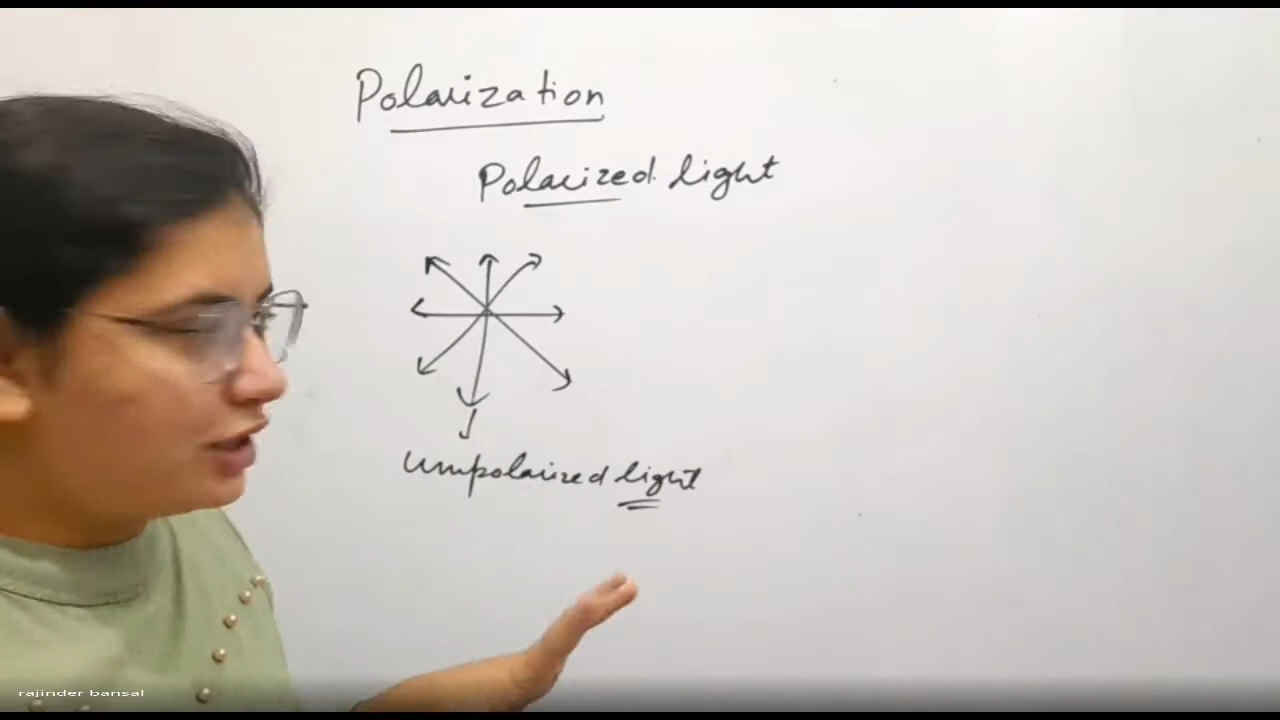 Polarization
Polarized light
Unpolarized light
rajinder bansal